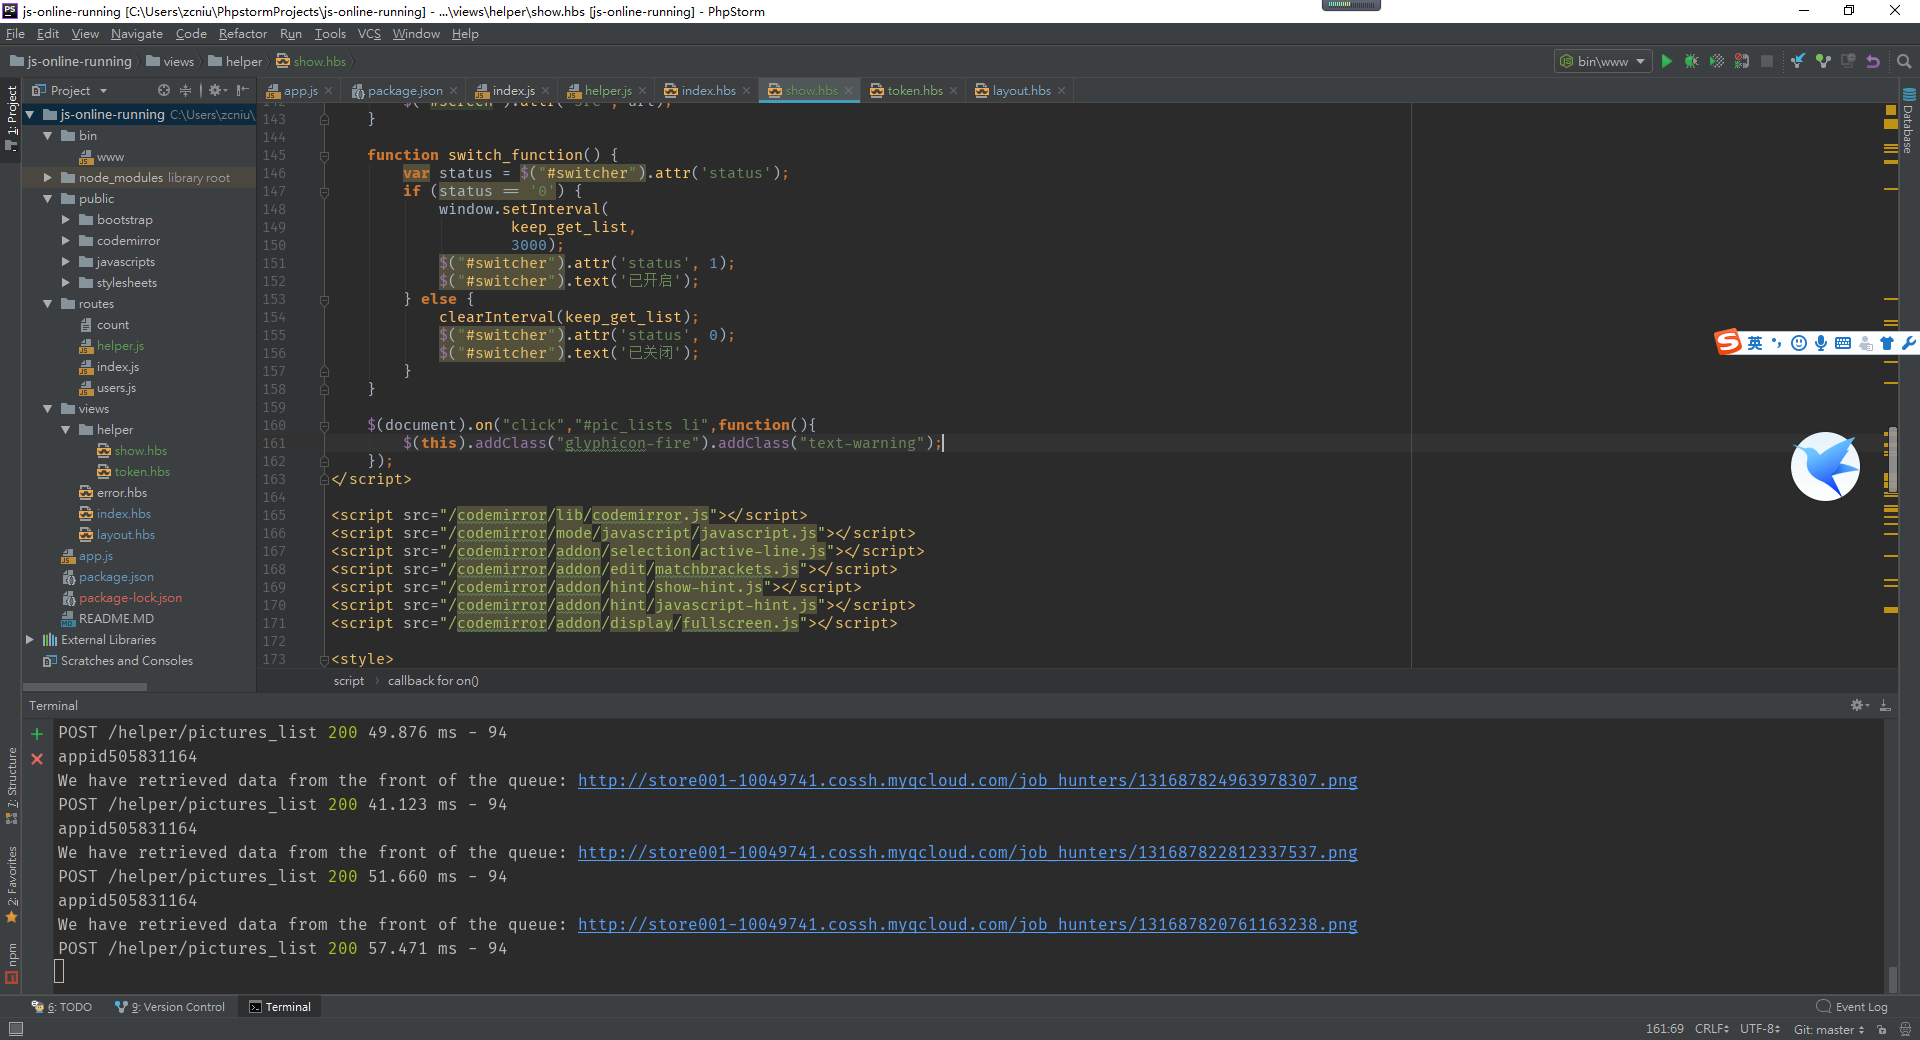 js-online-running [C:\Users\zcniu\PhpstormProjects\js-online-running] - ...\views\helper\show.hbs [js-online-running] - PhpStorm
File Edit View Navigate Code Refactor Run Tools VCS Window Help
js-online-running views helper show.hbs
bin\www
Project
app.js package.json index.js helper.js index.hbs show.hbs token.hbs layout.hbs
1: Project
7: Structure
2: Favorites
npm
Database
js-online-running C:\Users\zcniu\
bin
www
node_modules library root
public
bootstrap
codemirror
javascripts
stylesheets
routes
count
helper.js
index.js
users.js
views
helper
show.hbs
token.hbs
error.hbs
index.hbs
layout.hbs
app.js
package.json
package-lock.json
README.MD
External Libraries
Scratches and Consoles
143 }
144
145 function switch_function() {
146 var status = $("#switcher").attr('status');
147 if (status == '0') {
148 window.setInterval(
149 keep_get_list,
150 3000);
151 $("#switcher").attr('status', 1);
152 $("#switcher").text('已开启');
153 } else {
154 clearInterval(keep_get_list);
155 $("#switcher").attr('status', 0);
156 $("#switcher").text('已关闭');
157 }
158 }
159
160 $(document).on("click","#pic_lists li",function(){
161 $(this).addClass("glyphicon-fire").addClass("text-warning");
162 });
163 </script>
164
165 <script src="/codemirror/lib/codemirror.js"></script>
166 <script src="/codemirror/mode/javascript/javascript.js"></script>
167 <script src="/codemirror/addon/selection/active-line.js"></script>
168 <script src="/codemirror/addon/edit/matchbrackets.js"></script>
169 <script src="/codemirror/addon/hint/show-hint.js"></script>
170 <script src="/codemirror/addon/hint/javascript-hint.js"></script>
171 <script src="/codemirror/addon/display/fullscreen.js"></script>
172
173 <style>
script callback for on()
英
Terminal
POST /helper/pictures_list 200 49.876 ms - 94
appid505831164
We have retrieved data from the front of the queue: http://store001-10049741.cossh.myqcloud.com/job_hunters/131687824963978307.png
POST /helper/pictures_list 200 41.123 ms - 94
appid505831164
We have retrieved data from the front of the queue: http://store001-10049741.cossh.myqcloud.com/job_hunters/131687822812337537.png
POST /helper/pictures_list 200 51.660 ms - 94
appid505831164
We have retrieved data from the front of the queue: http://store001-10049741.cossh.myqcloud.com/job_hunters/131687820761163238.png
POST /helper/pictures_list 200 57.471 ms - 94
6: TODO 9: Version Control Terminal Event Log
161:69 CRLF UTF-8 Git: master